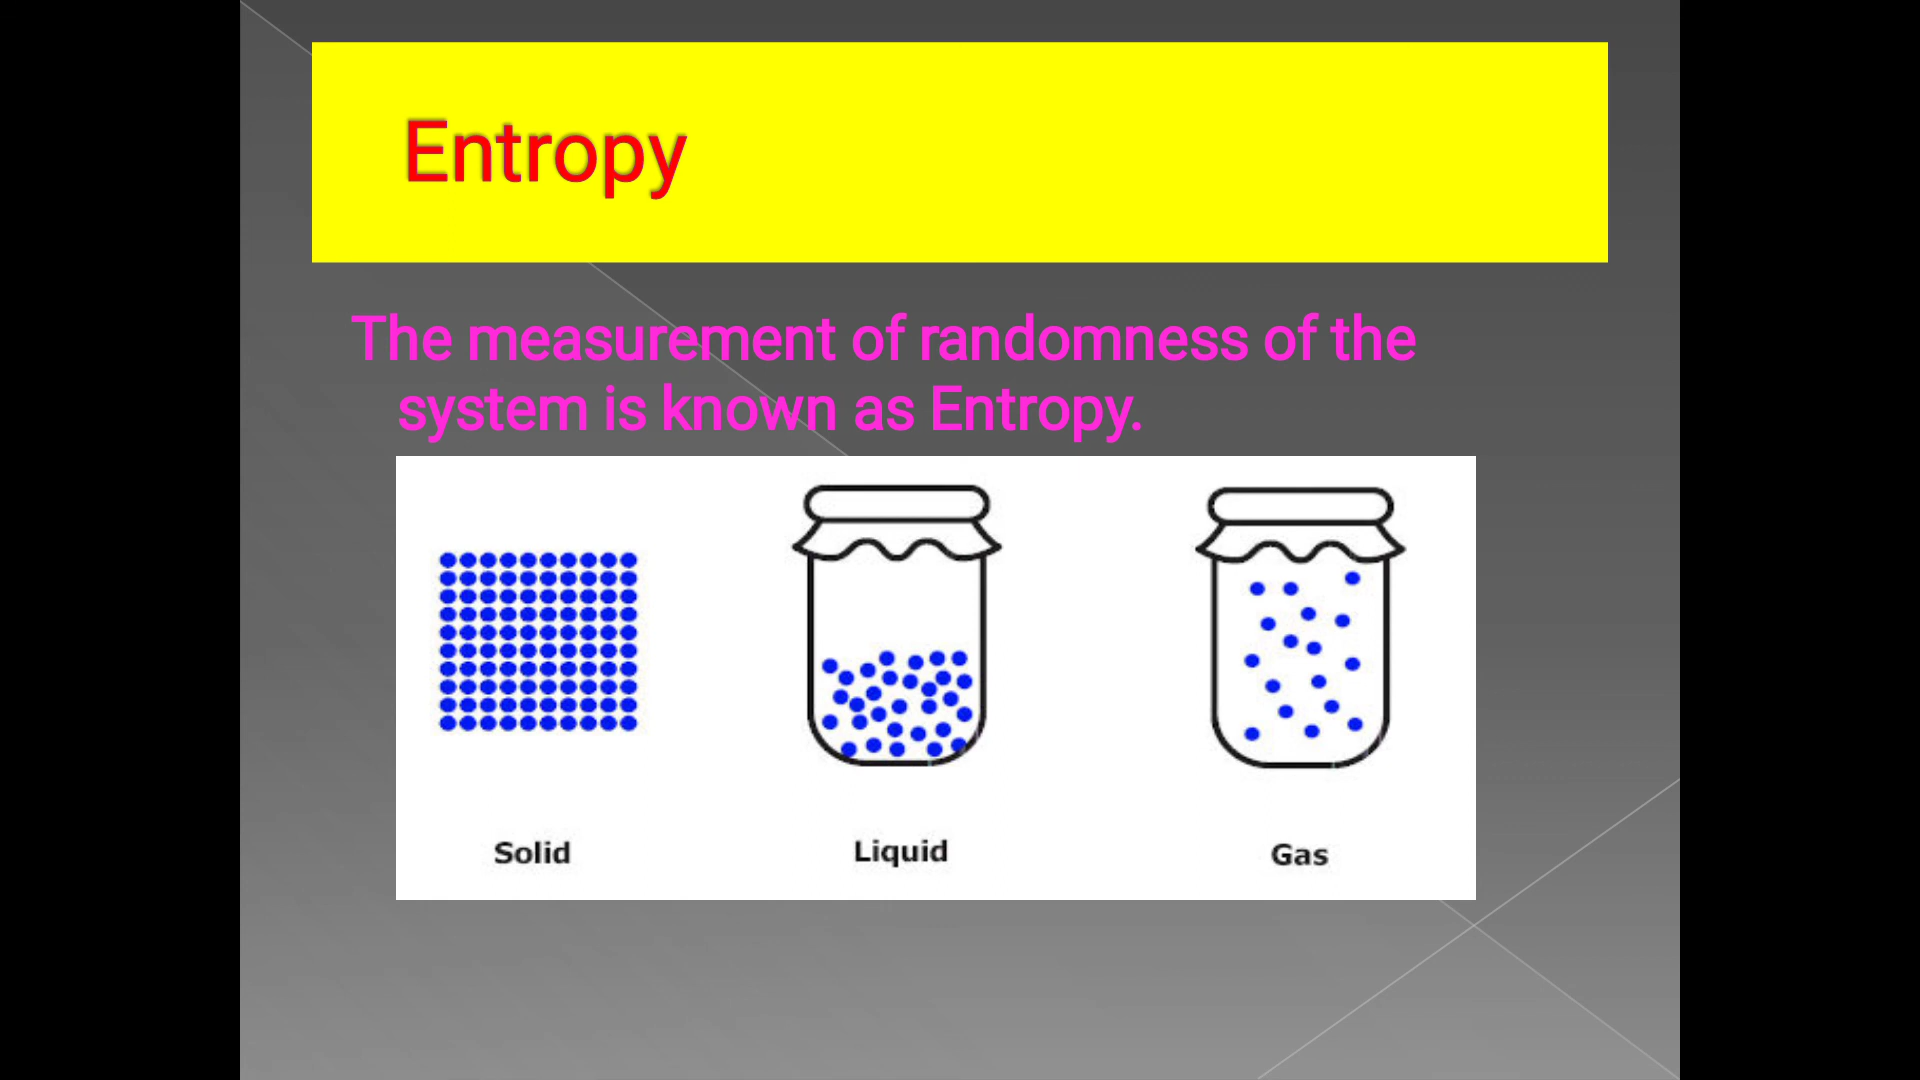 Entropy
The measurement of randomness of the
system is known as Entropy.
Solid
Liquid
Gas